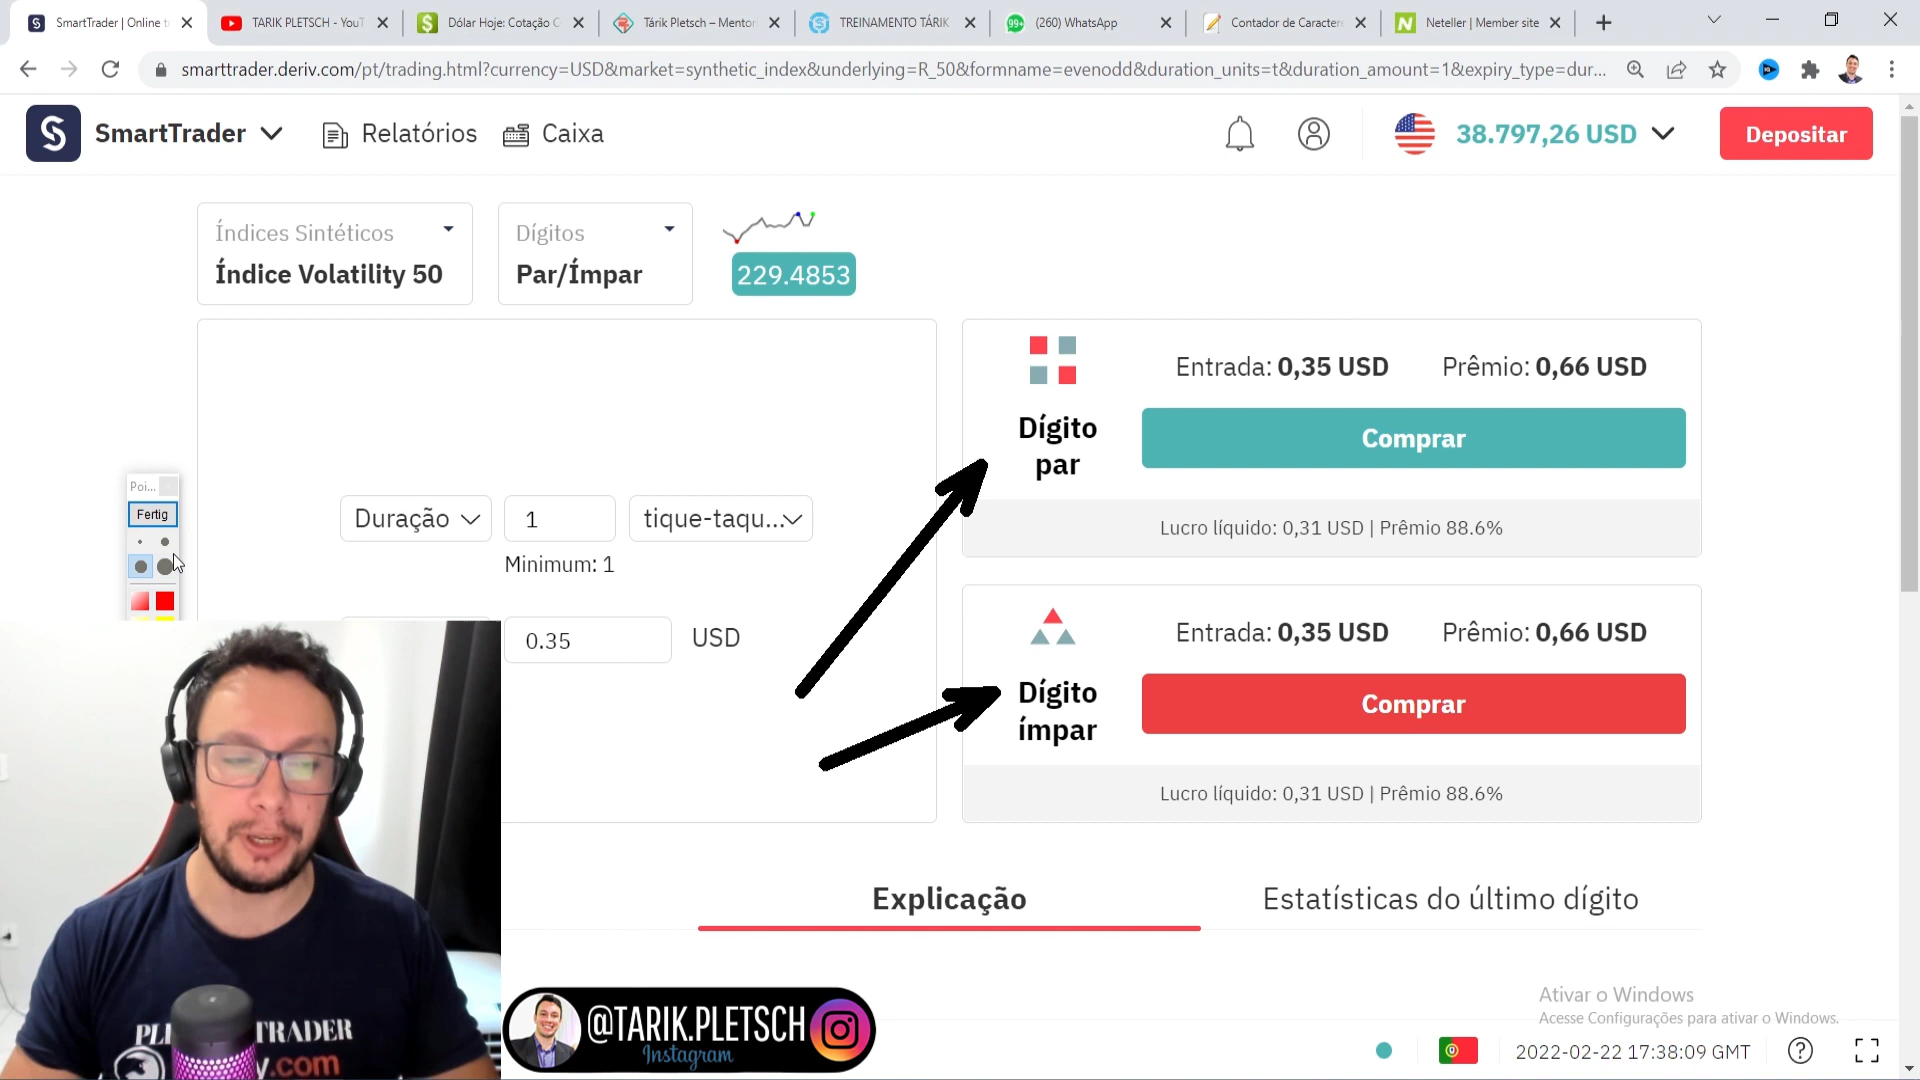 SmartTrader | Online t
TARIK PLETSCH - YouT
Dólar Hoje: Cotação
Tárik Pletsch – Mentor
TREINAMENTO TÁRIK
(260) WhatsApp
Contador de Caracter
Neteller | Member site
smarttrader.deriv.com/pt/trading.html?currency=USD&market=synthetic_index&underlying=R_50&formname=evenodd&duration_units=t&duration_amount=1&expiry_type=dur...
SmartTrader
Relatórios
Caixa
38.797,26 USD
Depositar
Índices Sintéticos
Índice Volatility 50
Dígitos
Par/Ímpar
229.4853
Entrada: 0,35 USD
Prêmio: 0,66 USD
Dígito
par
Comprar
Lucro líquido: 0,31 USD | Prêmio 88.6%
Poi...
Fertig
Duração
1
tique-taqu...
Minimum: 1
0.35
USD
Entrada: 0,35 USD
Prêmio: 0,66 USD
Dígito
ímpar
Comprar
Lucro líquido: 0,31 USD | Prêmio 88.6%
Explicação
Estatísticas do último dígito
@TARIK.PLETSCH
Instagram
TRADER
.com
Ativar o Windows
Acesse Configurações para ativar o Windows.
2022-02-22 17:38:09 GMT